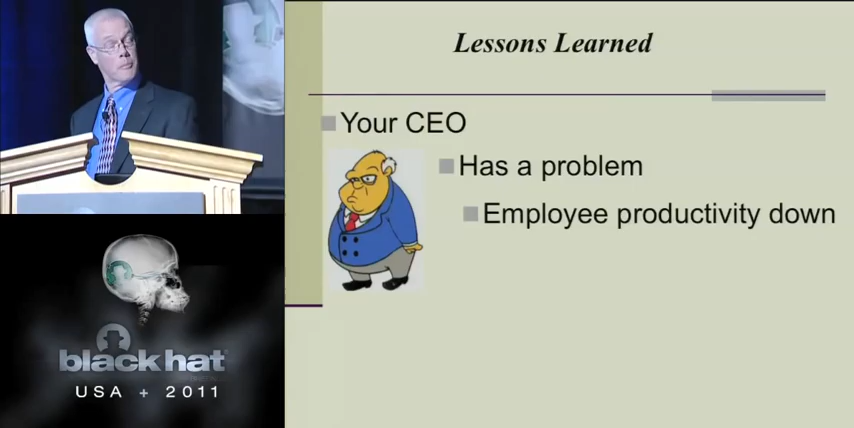 Lessons Learned
Your CEO
Has a problem
Employee productivity down
black hat
USA + 2011